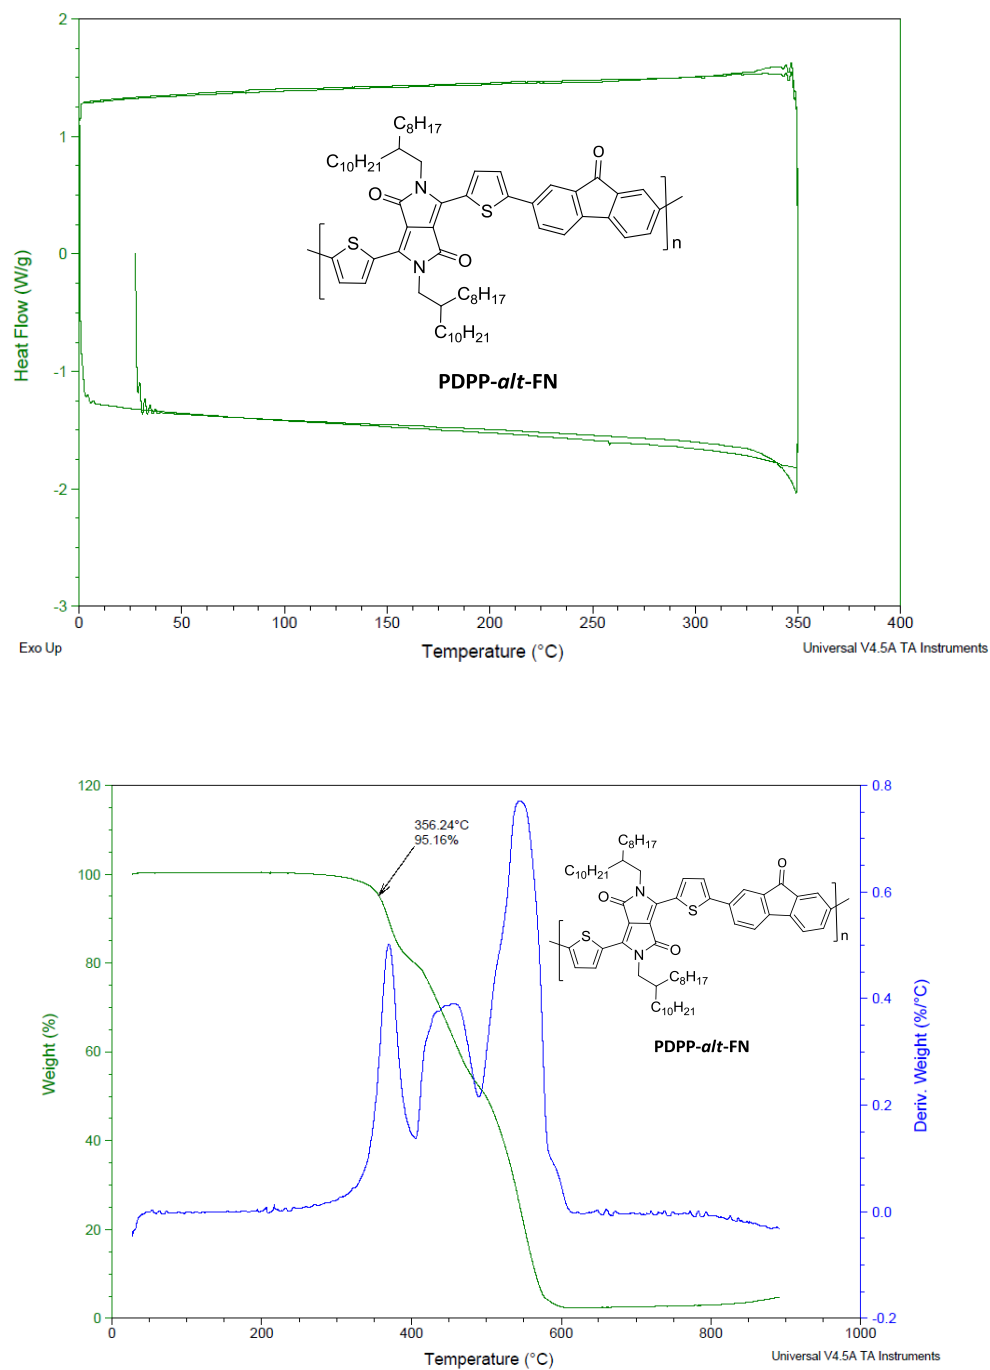 2
1
0
-1
-2
-3
Heat Flow (W/g)
C8H17
C10H21
N
O
S
O
n
S
O
N
C8H17
C10H21
PDPP-alt-FN
0 50 100 150 200 250 300 350 400
Exo Up
Temperature (°C)
Universal V4.5A TA Instruments
120
100
80
60
40
20
0
Weight (%)
356.24°C
95.16%
C8H17
C10H21
N
O
S
O
n
S
O
N
C8H17
C10H21
PDPP-alt-FN
0.8
0.6
0.4
0.2
0.0
-0.2
Deriv. Weight (%/°C)
0 200 400 600 800 1000
Temperature (°C)
Universal V4.5A TA Instruments